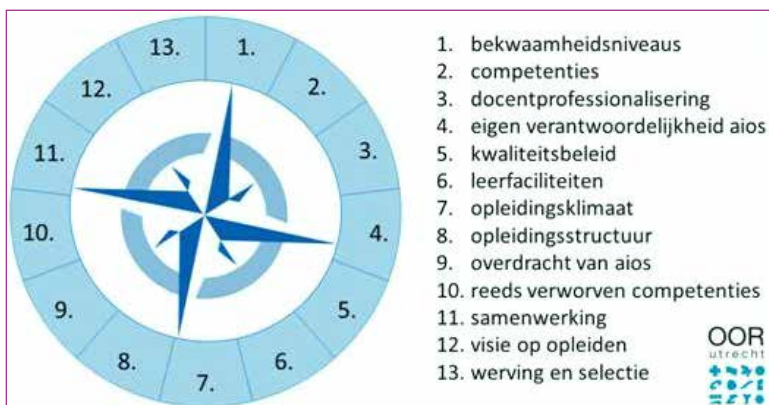 13.
1.
12.
2.
11.
3.
10.
4.
9.
5.
8.
6.
7.
1. bekwaamheidsniveaus
2. competenties
3. docentprofessionalisering
4. eigen verantwoordelijkheid aios
5. kwaliteitsbeleid
6. leerfaciliteiten
7. opleidingsklimaat
8. opleidingsstructuur
9. overdracht van aios
10. reeds verworven competenties
11. samenwerking
12. visie op opleiden
13. werving en selectie
OOR
utrecht